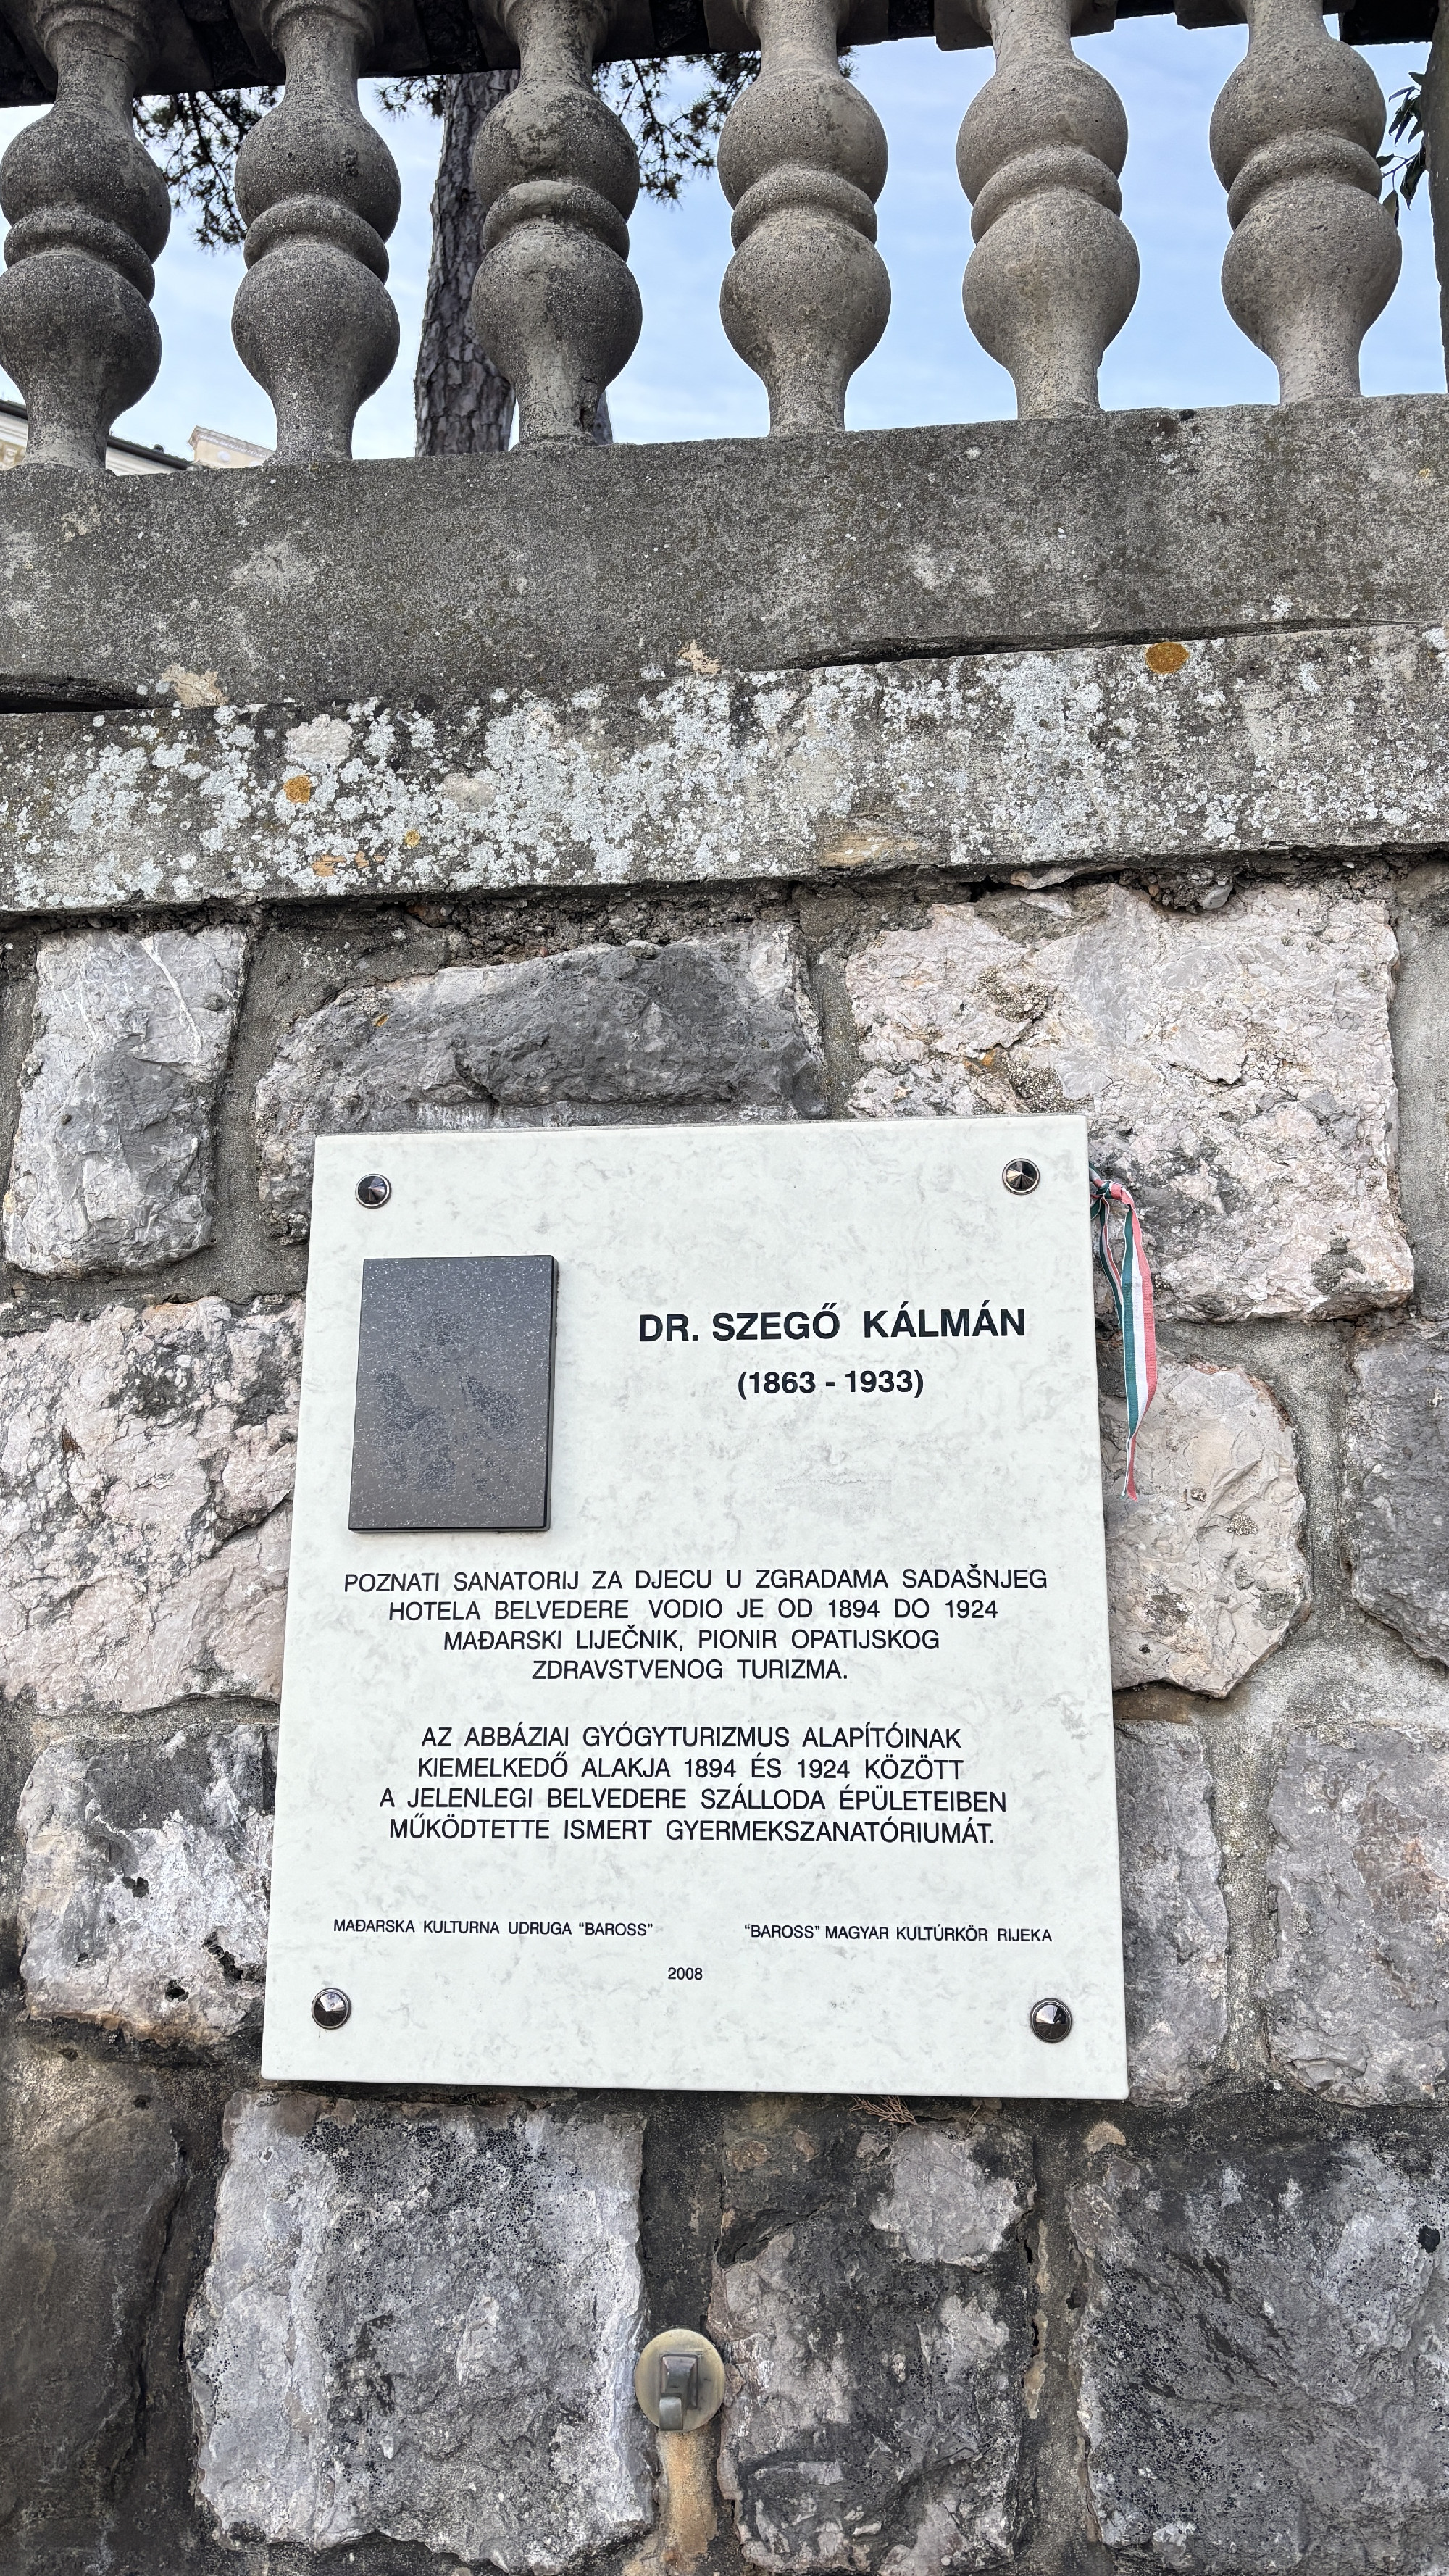 DR. SZEGŐ KÁLMÁN
(1863 - 1933)
POZNATI SANATORIJ ZA DJECU U ZGRADAMA SADAŠNJEG
HOTELA BELVEDERE VODIO JE OD 1894 DO 1924
MAĐARSKI LIJEČNIK, PIONIR OPATIJSKOG
ZDRAVSTVENOG TURIZMA.
AZ ABBÁZIAI GYÓGYTURIZMUS ALAPÍTÓINAK
KIEMELKEDŐ ALAKJA 1894 ÉS 1924 KÖZÖTT
A JELENLEGI BELVEDERE SZÁLLODA ÉPÜLETEIBEN
MŰKÖDTETTE ISMERT GYERMEKSZANATÓRIUMÁT.
MAĐARSKA KULTURNA UDRUGA “BAROSS”
“BAROSS” MAGYAR KULTÚRKÖR RIJEKA
2008